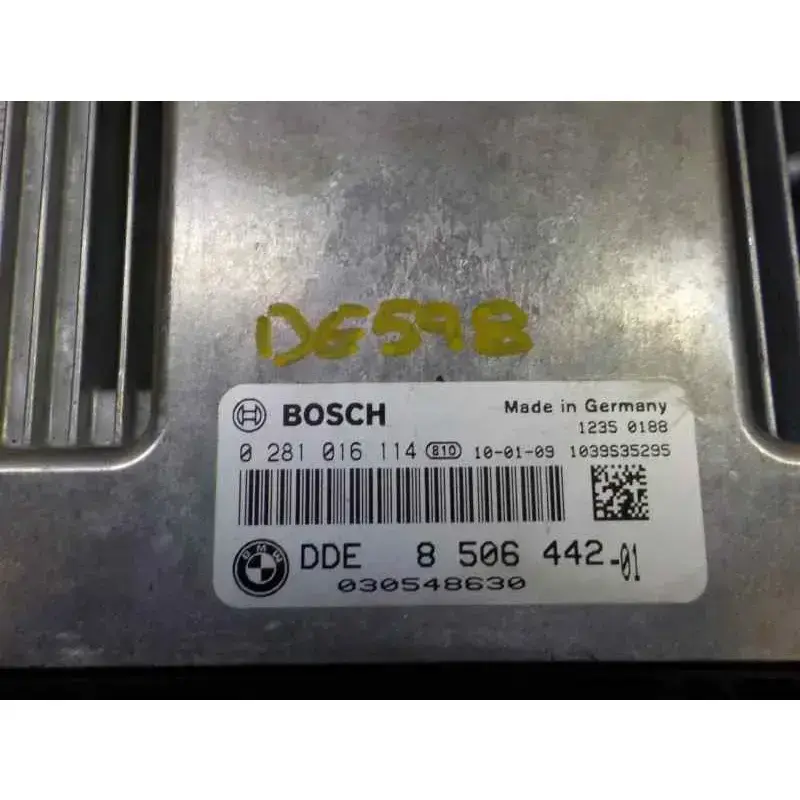 DG598
BOSCH Made in Germany
1235 0188
0 281 016 114 810 10-01-09 1039S35295
BMW DDE 8 506 442-01
030548630